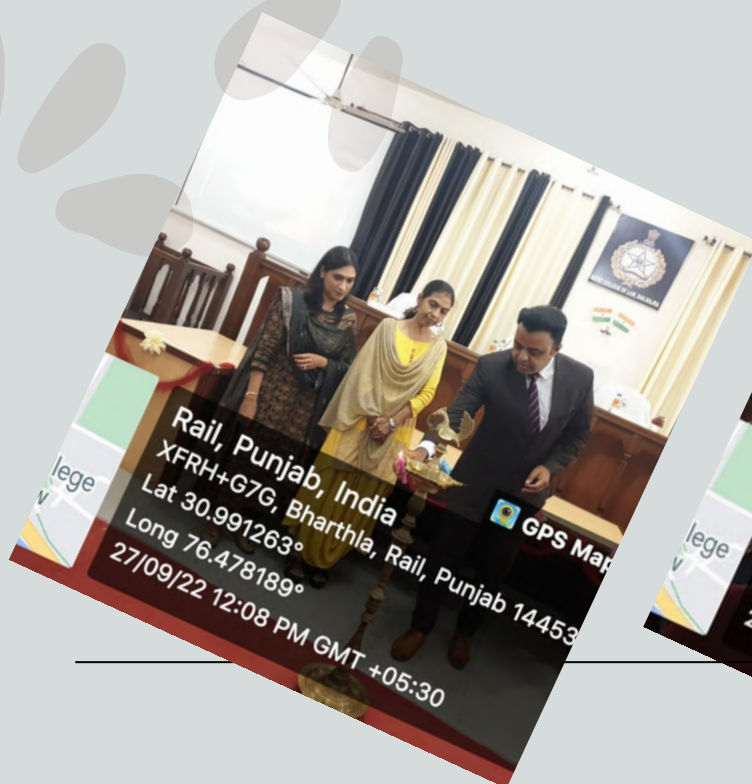 Rail, Punjab, India
XFRH+G7G, Bharthla, Rail, Punjab 14453
Lat 30.991263°
Long 76.478189°
27/09/22 12:08 PM GMT +05:30
GPS Map
lege
lege